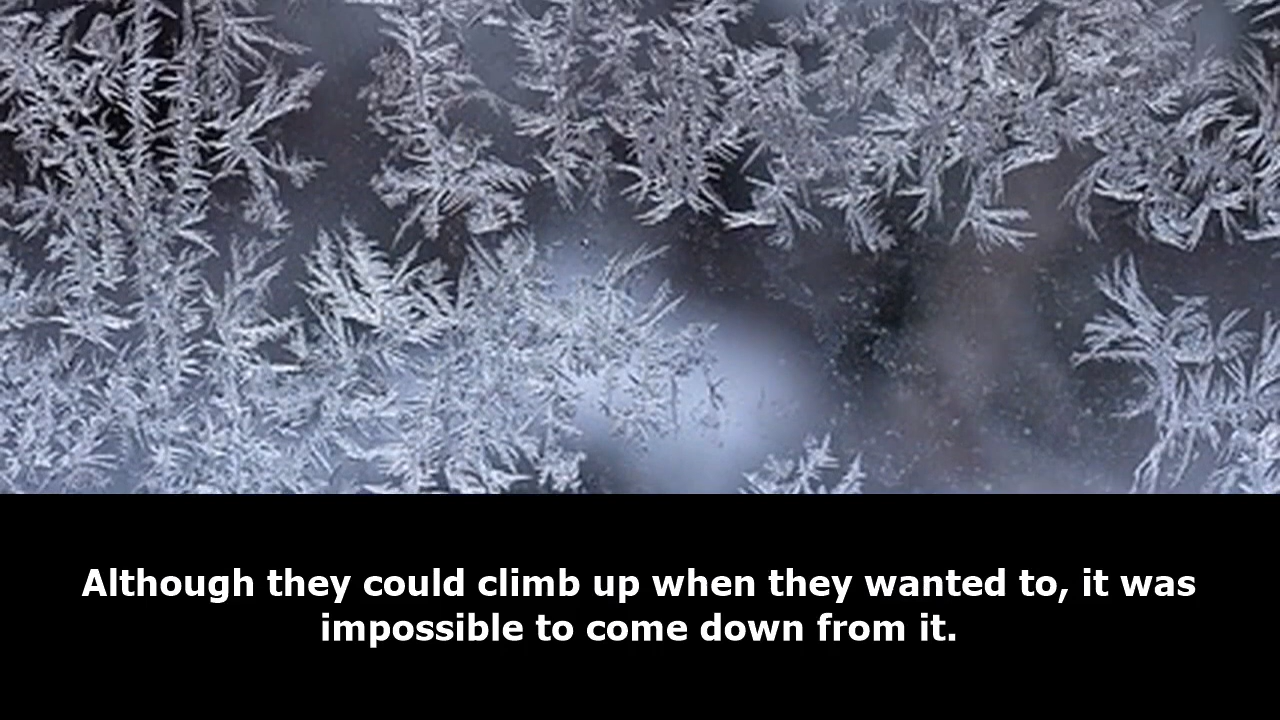 Although they could climb up when they wanted to, it was
impossible to come down from it.